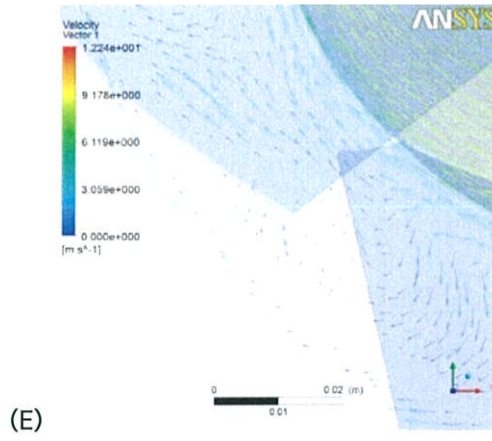 ANSYS
Velocity
Vector 1
1.224e+001
9.178e+000
6.119e+000
3.059e+000
0.000e+000
[m s^-1]
0 0.02 (m)
0.01
(E)